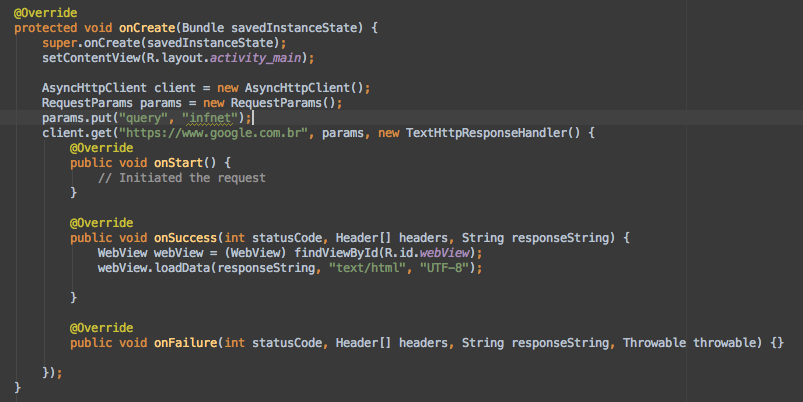 @Override
protected void onCreate(Bundle savedInstanceState) {
    super.onCreate(savedInstanceState);
    setContentView(R.layout.activity_main);

    AsyncHttpClient client = new AsyncHttpClient();
    RequestParams params = new RequestParams();
    params.put("query", "infnet");
    client.get("https://www.google.com.br", params, new TextHttpResponseHandler() {
        @Override
        public void onStart() {
            // Initiated the request
        }

        @Override
        public void onSuccess(int statusCode, Header[] headers, String responseString) {
            WebView webView = (WebView) findViewById(R.id.webView);
            webView.loadData(responseString, "text/html", "UTF-8");

        }

        @Override
        public void onFailure(int statusCode, Header[] headers, String responseString, Throwable throwable) {}

    });
}